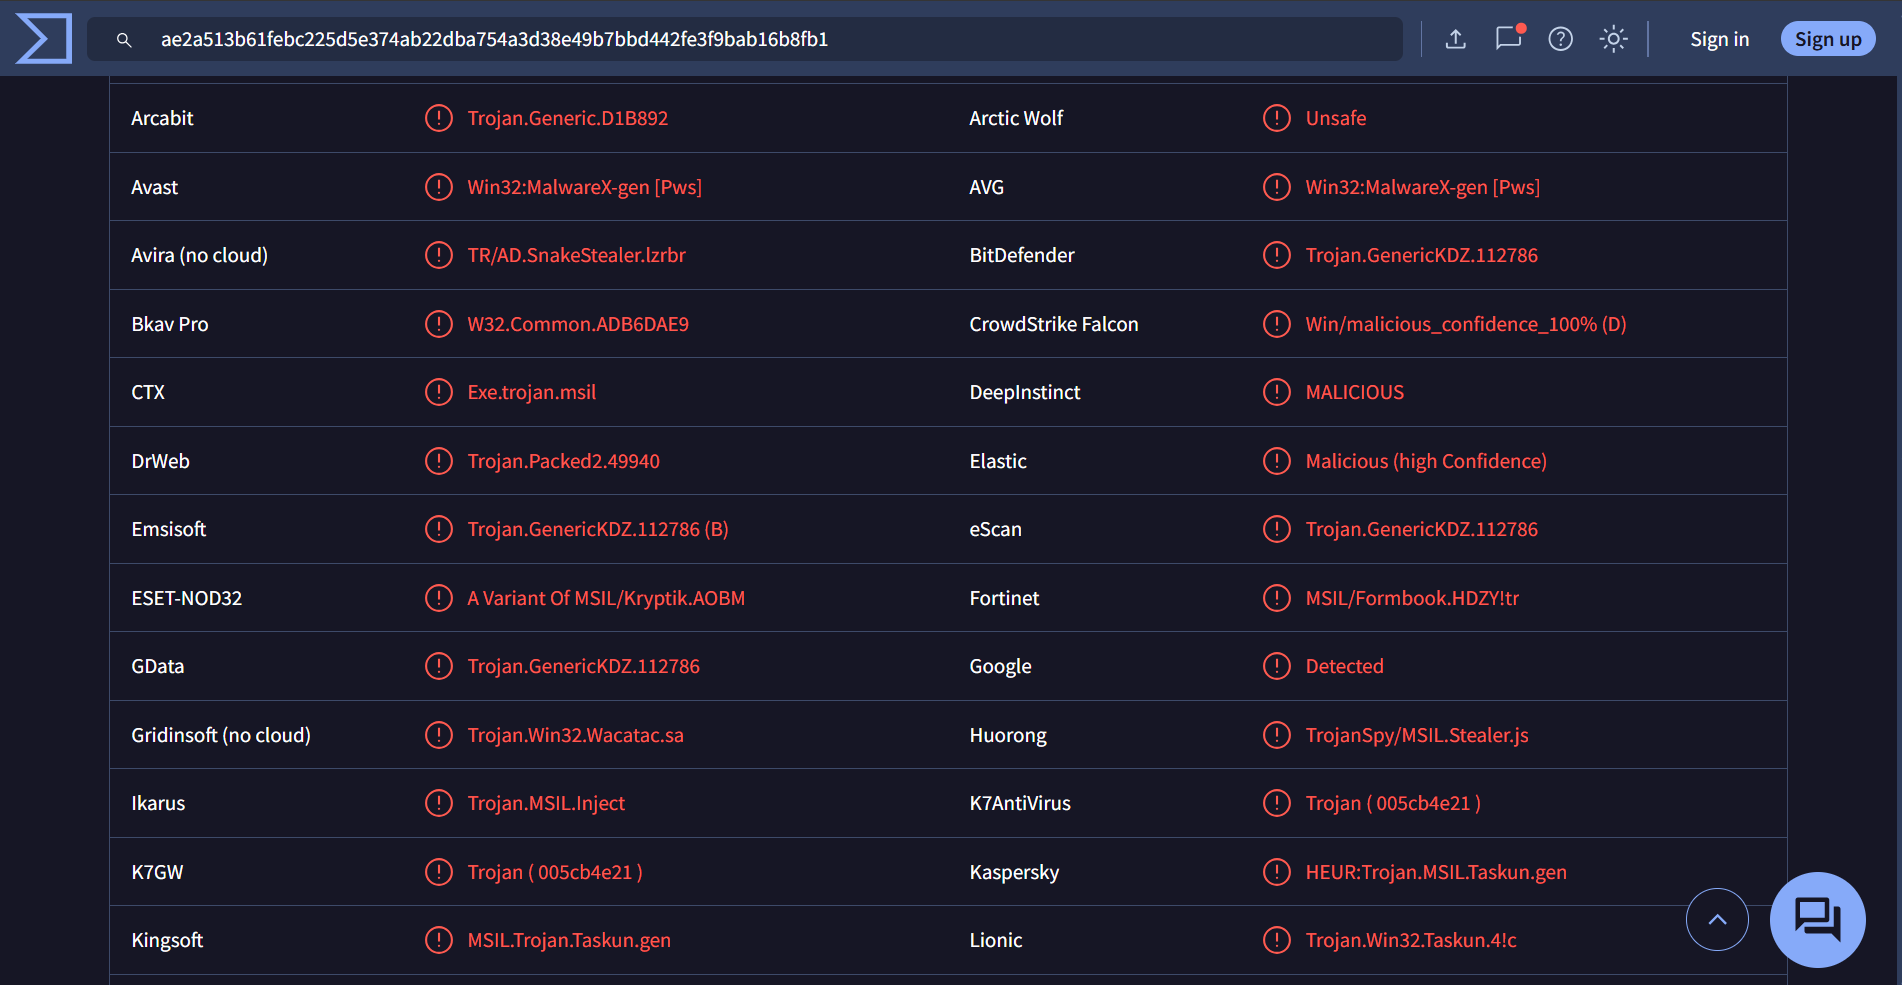 ae2a513b61febc225d5e374ab22dba754a3d38e49b7bbd442fe3f9bab16b8fb1 Sign in Sign up
Arcabit Trojan.Generic.D1B892 Arctic Wolf Unsafe
Avast Win32:MalwareX-gen [Pws] AVG Win32:MalwareX-gen [Pws]
Avira (no cloud) TR/AD.SnakeStealer.lzrbr BitDefender Trojan.GenericKDZ.112786
Bkav Pro W32.Common.ADB6DAE9 CrowdStrike Falcon Win/malicious_confidence_100% (D)
CTX Exe.trojan.msil DeepInstinct MALICIOUS
DrWeb Trojan.Packed2.49940 Elastic Malicious (high Confidence)
Emsisoft Trojan.GenericKDZ.112786 (B) eScan Trojan.GenericKDZ.112786
ESET-NOD32 A Variant Of MSIL/Kryptik.AOBM Fortinet MSIL/Formbook.HDZY!tr
GData Trojan.GenericKDZ.112786 Google Detected
Gridinsoft (no cloud) Trojan.Win32.Wacatac.sa Huorong TrojanSpy/MSIL.Stealer.js
Ikarus Trojan.MSIL.Inject K7AntiVirus Trojan ( 005cb4e21 )
K7GW Trojan ( 005cb4e21 ) Kaspersky HEUR:Trojan.MSIL.Taskun.gen
Kingsoft MSIL.Trojan.Taskun.gen Lionic Trojan.Win32.Taskun.4!c